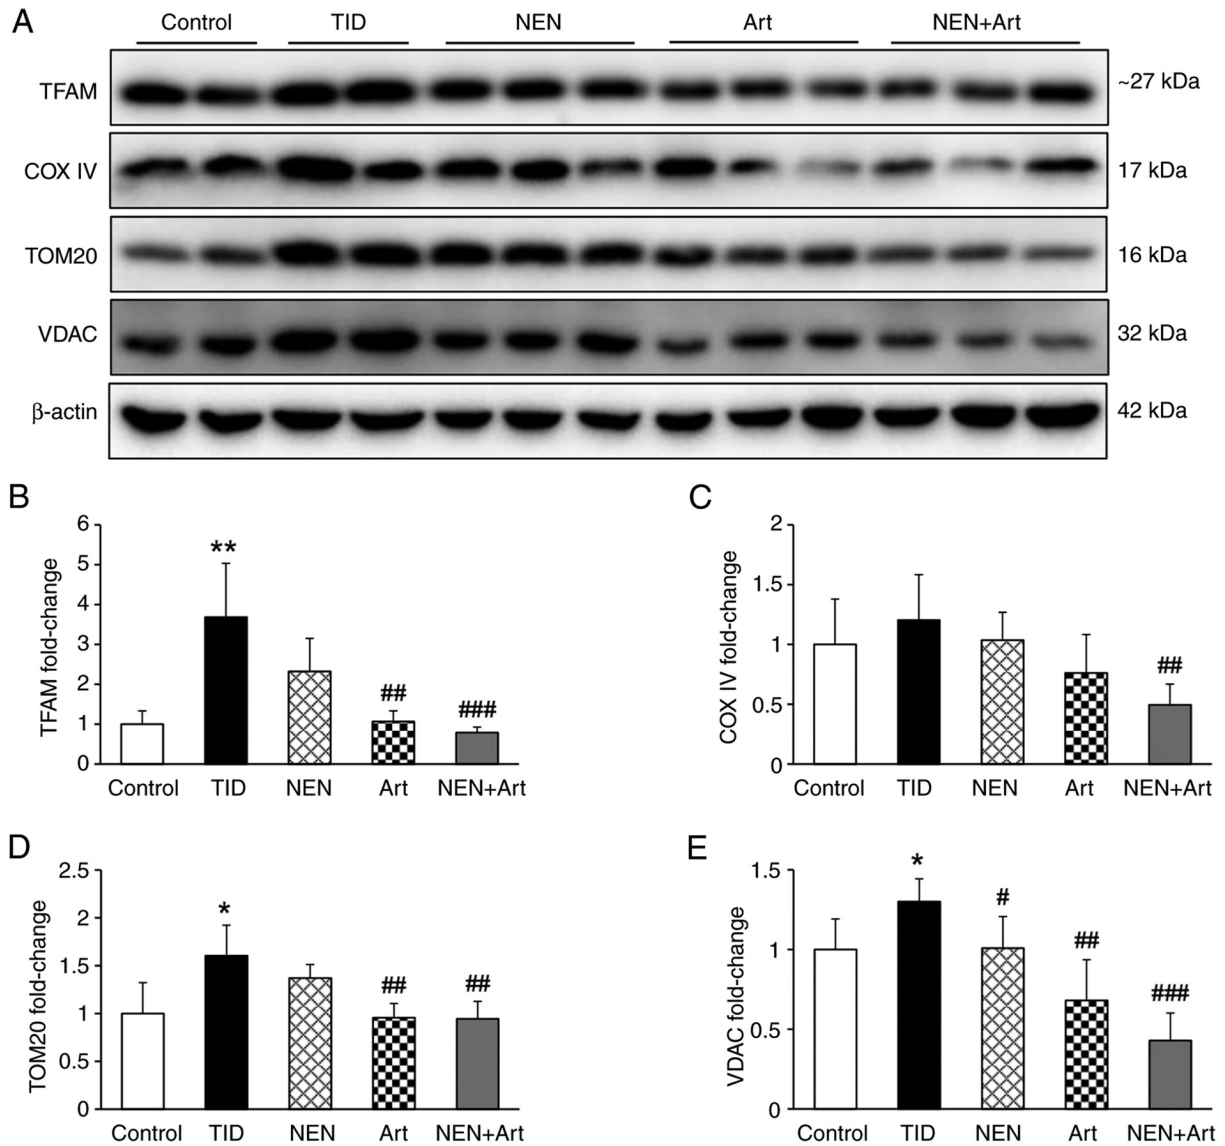 A
Control TID NEN Art NEN+Art
TFAM ~27 kDa
COX IV 17 kDa
TOM20 16 kDa
VDAC 32 kDa
β-actin 42 kDa
B
TFAM fold-change
6
5
4
3
2
1
0
**
##
###
Control TID NEN Art NEN+Art
C
COX IV fold-change
2
1.5
1
0.5
0
##
Control TID NEN Art NEN+Art
D
TOM20 fold-change
2.5
2
1.5
1
0.5
0
*
##
##
Control TID NEN Art NEN+Art
E
VDAC fold-change
1.5
1
0.5
0
*
#
##
###
Control TID NEN Art NEN+Art